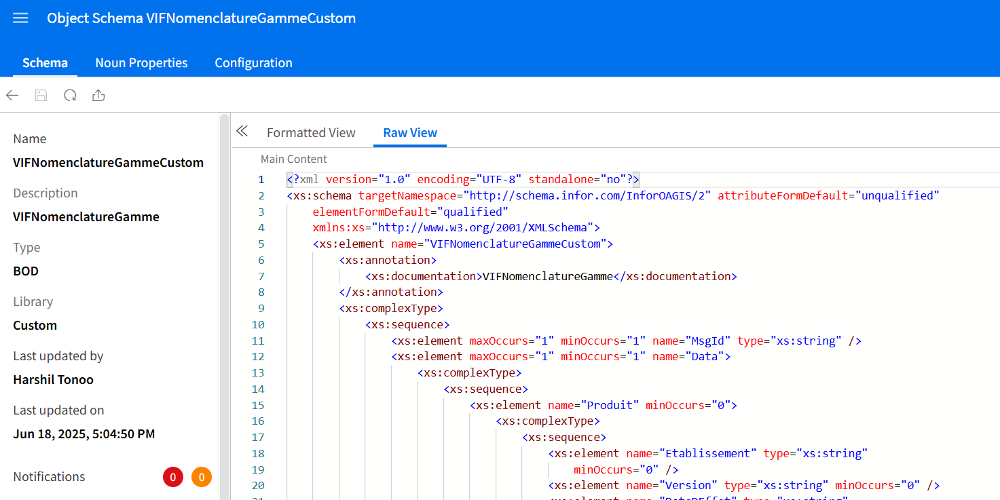 Object Schema VIFNomenclatureGammeCustom
Schema
Noun Properties
Configuration
Name
VIFNomenclatureGammeCustom
Description
VIFNomenclatureGamme
Type
BOD
Library
Custom
Last updated by
Harshil Tonoo
Last updated on
Jun 18, 2025, 5:04:50 PM
Notifications
0
0
Formatted View
Raw View
Main Content
1 <?xml version="1.0" encoding="UTF-8" standalone="no"?>
2 <xs:schema targetNamespace="http://schema.infor.com/InforOAGIS/2" attributeFormDefault="unqualified"
3 elementFormDefault="qualified"
4 xmlns:xs="http://www.w3.org/2001/XMLSchema">
5 <xs:element name="VIFNomenclatureGammeCustom">
6 <xs:annotation>
7 <xs:documentation>VIFNomenclatureGamme</xs:documentation>
8 </xs:annotation>
9 <xs:complexType>
10 <xs:sequence>
11 <xs:element maxOccurs="1" minOccurs="1" name="MsgId" type="xs:string" />
12 <xs:element maxOccurs="1" minOccurs="1" name="Data">
13 <xs:complexType>
14 <xs:sequence>
15 <xs:element name="Produit" minOccurs="0">
16 <xs:complexType>
17 <xs:sequence>
18 <xs:element name="Etablissement" type="xs:string"
19 minOccurs="0" />
20 <xs:element name="Version" type="xs:string" minOccurs="0" />
21 <xs:element name="DateDEffet" type="xs:string"